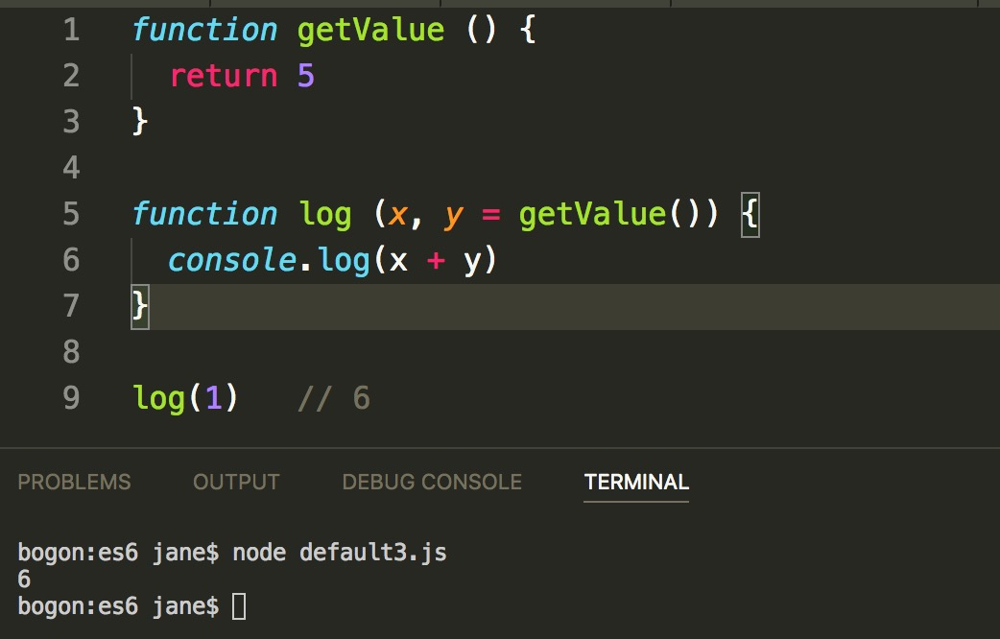 1 function getValue () {
2 return 5
3 }
4
5 function log (x, y = getValue()) {
6 console.log(x + y)
7 }
8
9 log(1) // 6
PROBLEMS OUTPUT DEBUG CONSOLE TERMINAL
bogon:es6 jane$ node default3.js
6
bogon:es6 jane$